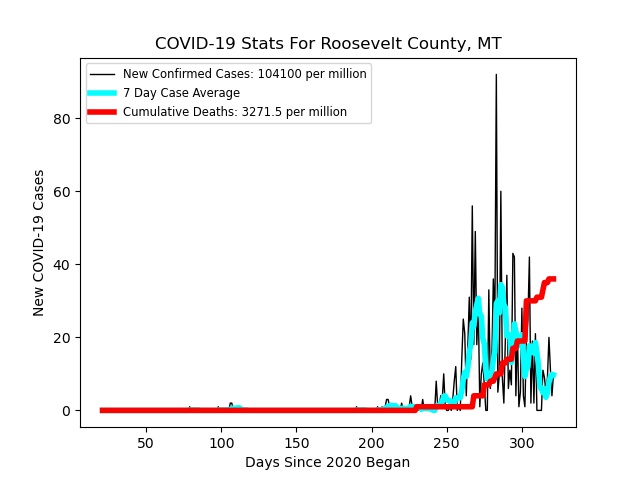 COVID-19 Stats For Roosevelt County, MT
New Confirmed Cases: 104100 per million
7 Day Case Average
Cumulative Deaths: 3271.5 per million
New COVID-19 Cases
80
60
40
20
0
50 100 150 200 250 300
Days Since 2020 Began